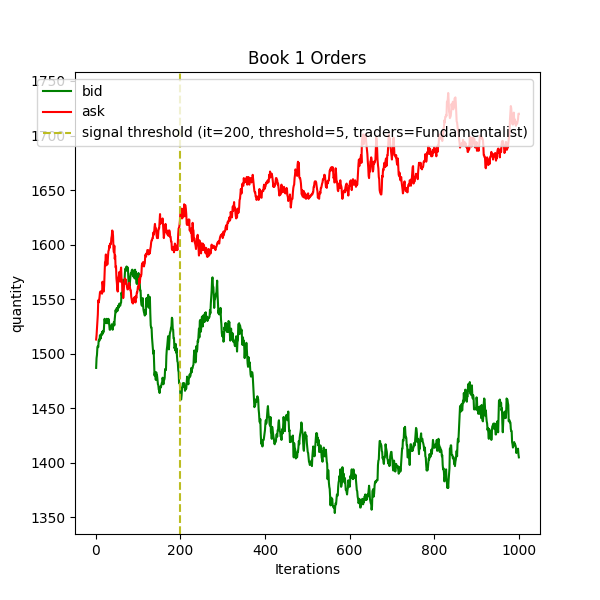 Book 1 Orders
bid
ask
signal threshold (it=200, threshold=5, traders=Fundamentalist)
quantity
1750
1700
1650
1600
1550
1500
1450
1400
1350
0 200 400 600 800 1000
Iterations